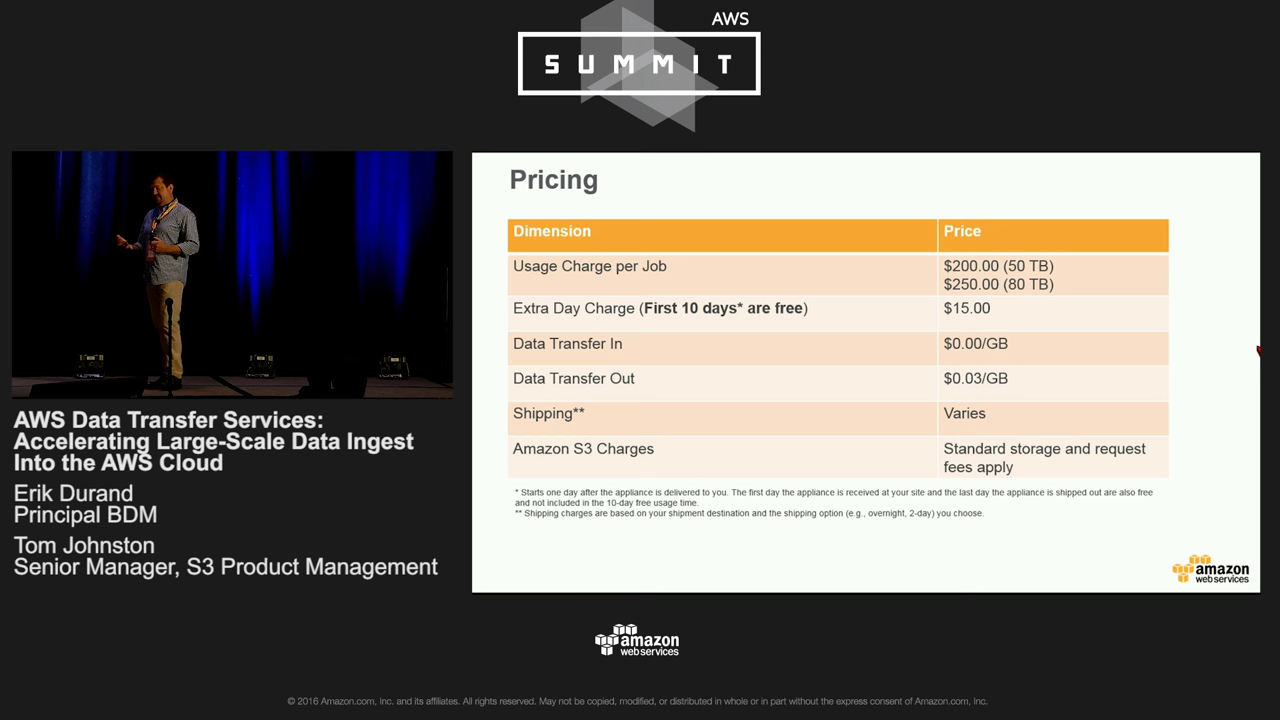 AWS
SUMMIT
Pricing
Dimension Price
Usage Charge per Job $200.00 (50 TB)
$250.00 (80 TB)
Extra Day Charge (First 10 days* are free) $15.00
Data Transfer In $0.00/GB
Data Transfer Out $0.03/GB
Shipping** Varies
Amazon S3 Charges Standard storage and request
fees apply
* Starts one day after the appliance is delivered to you. The first day the appliance is received at your site and the last day the appliance is shipped out are also free
and not included in the 10-day free usage time.
** Shipping charges are based on your shipment destination and the shipping option (e.g., overnight, 2-day) you choose.
amazon
web services
AWS Data Transfer Services:
Accelerating Large-Scale Data Ingest
Into the AWS Cloud
Erik Durand
Principal BDM
Tom Johnston
Senior Manager, S3 Product Management
amazon
web services
© 2016 Amazon.com, Inc. and its affiliates. All rights reserved. May not be copied, modified, or distributed in whole or in part without the express consent of Amazon.com, Inc.